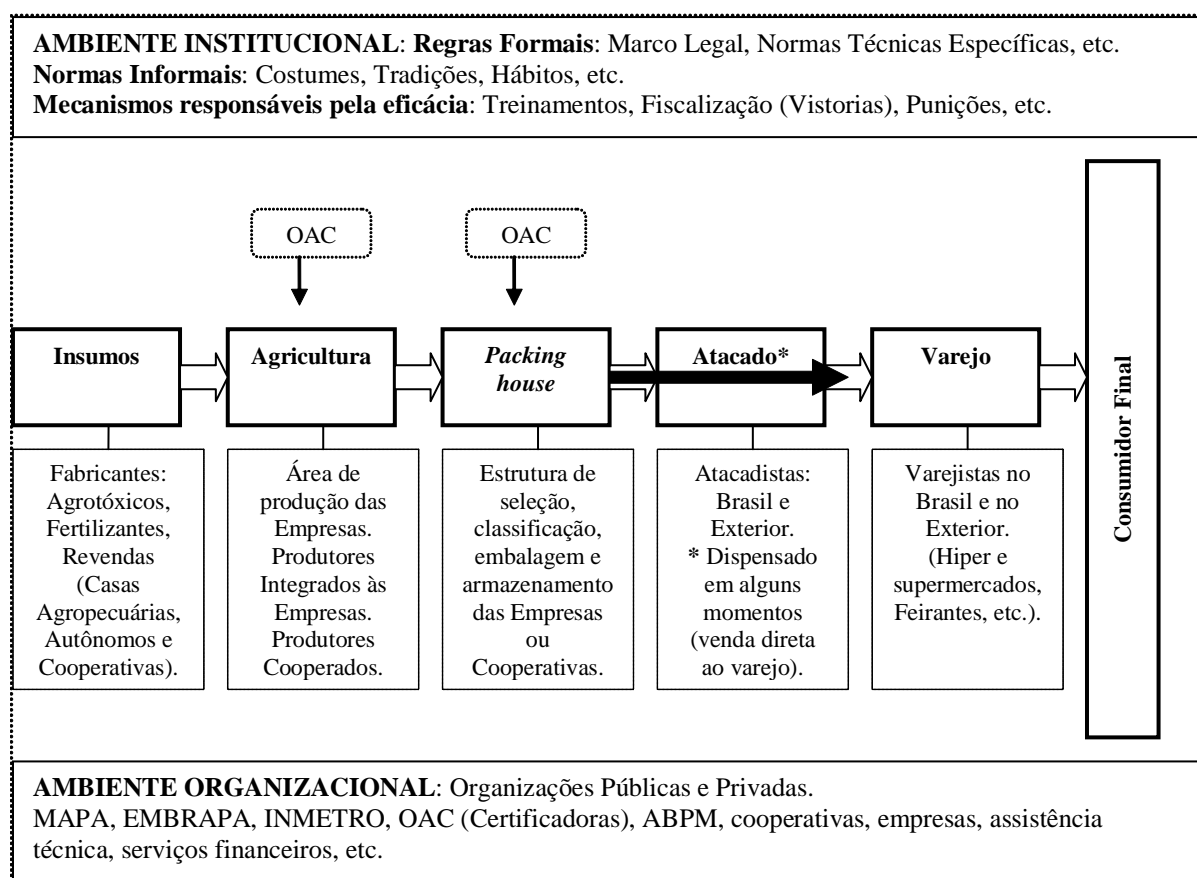 AMBIENTE INSTITUCIONAL: Regras Formais: Marco Legal, Normas Técnicas Específicas, etc.
Normas Informais: Costumes, Tradições, Hábitos, etc.
Mecanismos responsáveis pela eficácia: Treinamentos, Fiscalização (Vistorias), Punições, etc.
OAC
OAC
Insumos
Agricultura
Packing
house
Atacado*
Varejo
Consumidor Final
Fabricantes:
Agrotóxicos,
Fertilizantes,
Revendas
(Casas
Agropecuárias,
Autônomos e
Cooperativas).
Área de
produção das
Empresas.
Produtores
Integrados às
Empresas.
Produtores
Cooperados.
Estrutura de
seleção,
classificação,
embalagem e
armazenamento
das Empresas
ou
Cooperativas.
Atacadistas:
Brasil e
Exterior.
* Dispensado
em alguns
momentos
(venda direta
ao varejo).
Varejistas no
Brasil e no
Exterior.
(Hiper e
supermercados,
Feirantes, etc.).
AMBIENTE ORGANIZACIONAL: Organizações Públicas e Privadas.
MAPA, EMBRAPA, INMETRO, OAC (Certificadoras), ABPM, cooperativas, empresas, assistência
técnica, serviços financeiros, etc.